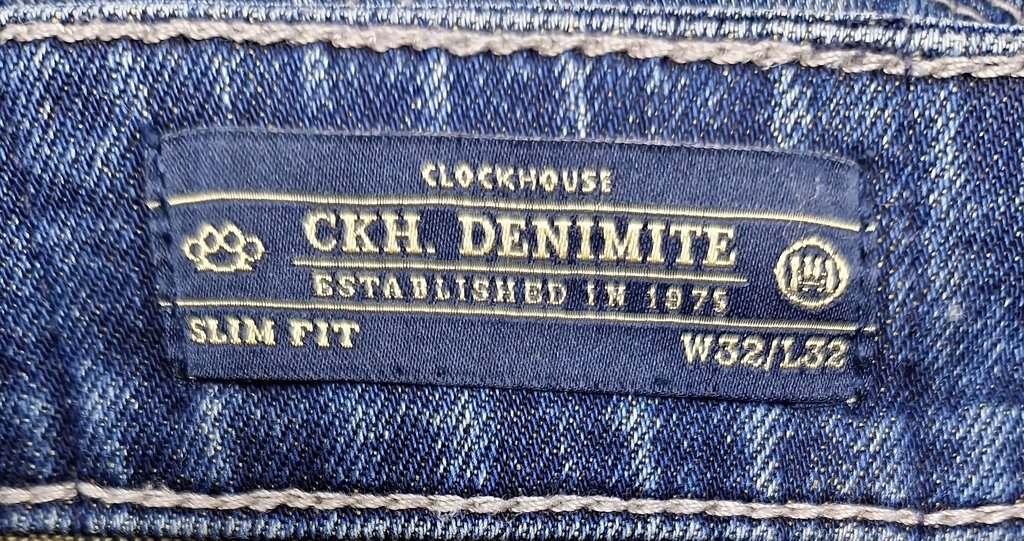 CLOCKHOUSE
CKH. DENIMITE
ESTABLISHED IN 1975
SLIM FIT
W32/L32